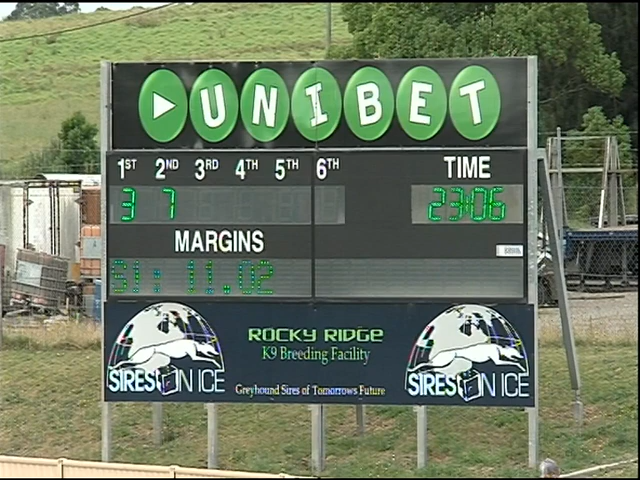 UNIBET
1ST 2ND 3RD 4TH 5TH 6TH TIME
3 7 23:06
MARGINS
S1: 11.02
ROCKY RIDGE
K9 Breeding Facility
SIRES ON ICE
Greyhound Sires of Tomorrows Future
SIRES ON ICE